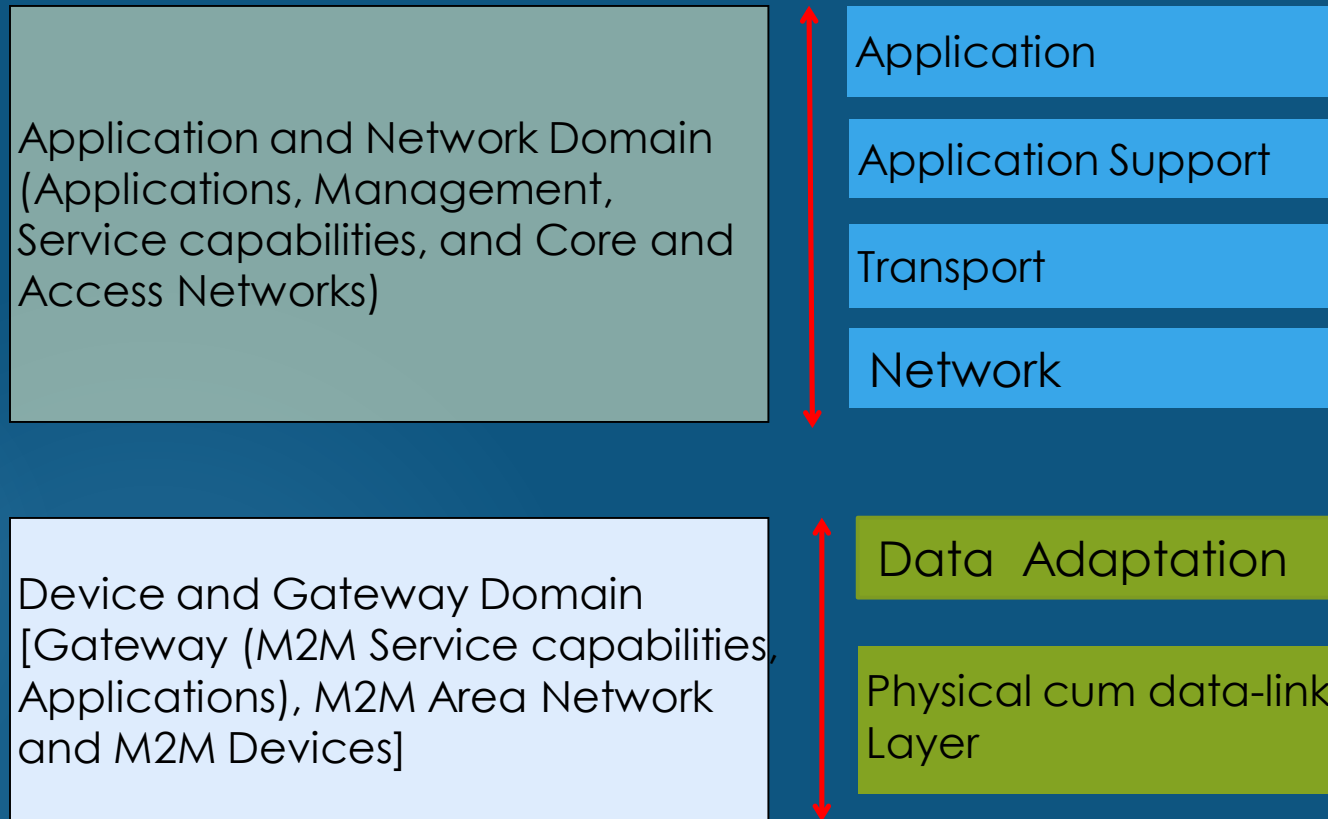 Application and Network Domain
(Applications, Management,
Service capabilities, and Core and
Access Networks)
Application
Application Support
Transport
Network
Device and Gateway Domain
[Gateway (M2M Service capabilities,
Applications), M2M Area Network
and M2M Devices]
Data Adaptation
Physical cum data-link
Layer